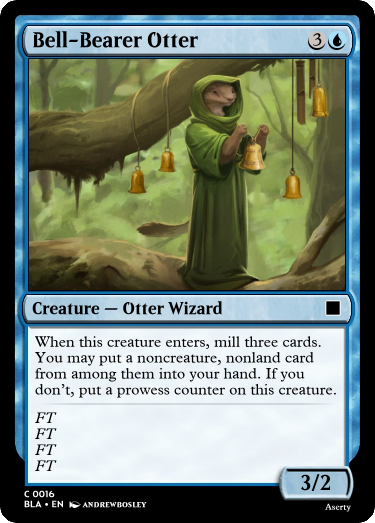 Bell-Bearer Otter 3
Creature — Otter Wizard
When this creature enters, mill three cards.
You may put a noncreature, nonland card
from among them into your hand. If you
don't, put a prowess counter on this creature.
FT
FT
FT
FT
3/2
C 0016
BLA • EN ANDREWBOSLEY
Aserty